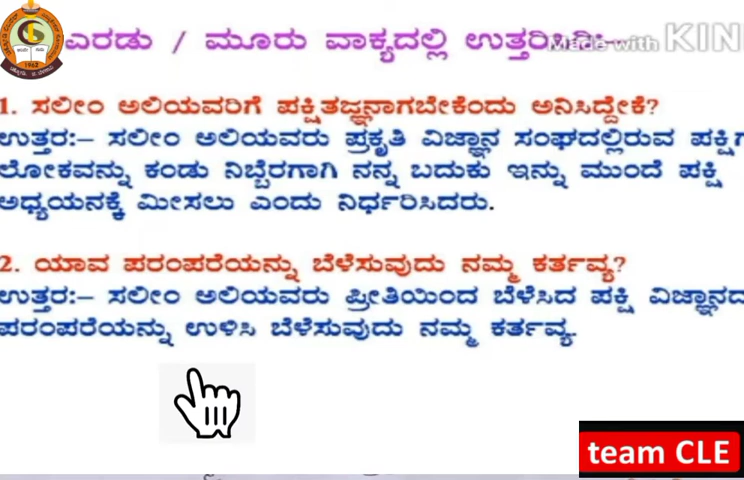 ಎರಡು / ಮೂರು ವಾಕ್ಯದಲ್ಲಿ ಉತ್ತರಿಸಿರಿ:–
Made with KIN
1. ಸಲೀಂ ಅಲಿಯವರಿಗೆ ಪಕ್ಷಿತಜ್ಞನಾಗಬೇಕೆಂದು ಅನಿಸಿದ್ದೇಕೆ?
ಉತ್ತರ:– ಸಲೀಂ ಅಲಿಯವರು ಪ್ರಕೃತಿ ವಿಜ್ಞಾನ ಸಂಘದಲ್ಲಿರುವ ಪಕ್ಷಿಗ
ಲೋಕವನ್ನು ಕಂಡು ನಿಬ್ಬೆರಗಾಗಿ ನನ್ನ ಬದುಕು ಇನ್ನು ಮುಂದೆ ಪಕ್ಷಿ
ಅಧ್ಯಯನಕ್ಕೆ ಮೀಸಲು ಎಂದು ನಿರ್ಧರಿಸಿದರು.
2. ಯಾವ ಪರಂಪರೆಯನ್ನು ಬೆಳೆಸುವುದು ನಮ್ಮ ಕರ್ತವ್ಯ?
ಉತ್ತರ:– ಸಲೀಂ ಅಲಿಯವರು ಪ್ರೀತಿಯಿಂದ ಬೆಳೆಸಿದ ಪಕ್ಷಿ ವಿಜ್ಞಾನದ
ಪರಂಪರೆಯನ್ನು ಉಳಿಸಿ ಬೆಳೆಸುವುದು ನಮ್ಮ ಕರ್ತವ್ಯ.
1962
team CLE